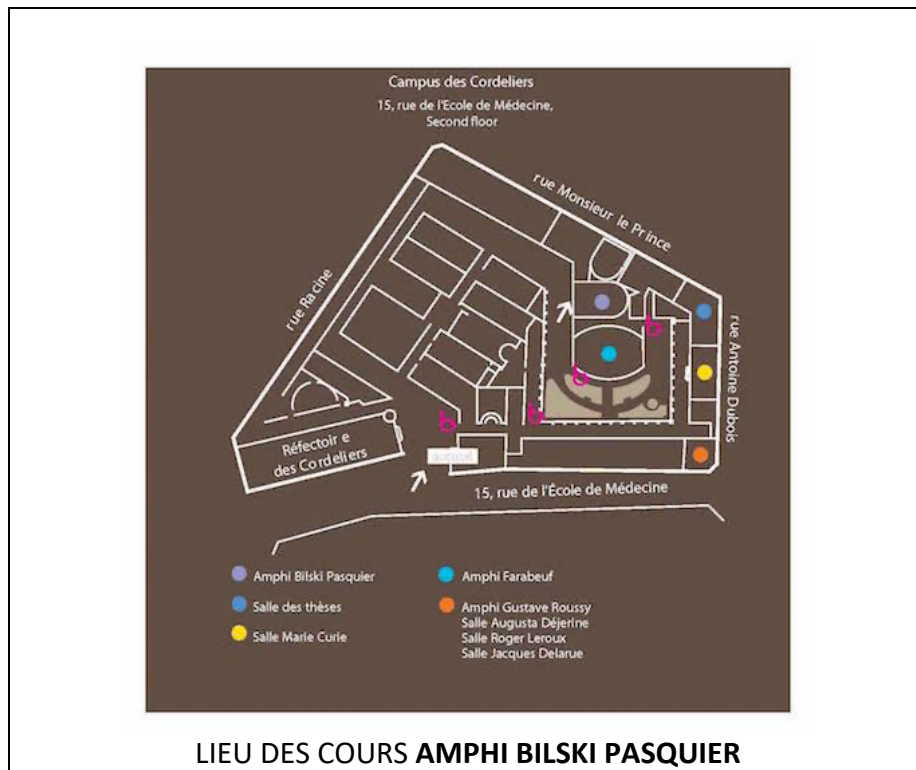 Campus des Cordeliers
15, rue de l'Ecole de Médecine,
Second floor
rue Monsieur le Prince
rue Racine
rue Antoine Dubois
Réfectoir e
des Cordeliers
15, rue de l'École de Médecine
Amphi Bilski Pasquier
Salle des thèses
Salle Marie Curie
Amphi Farabeuf
Amphi Gustave Roussy
Salle Augusta Déjerine
Salle Roger Leroux
Salle Jacques Delarue
LIEU DES COURS AMPHI BILSKI PASQUIER